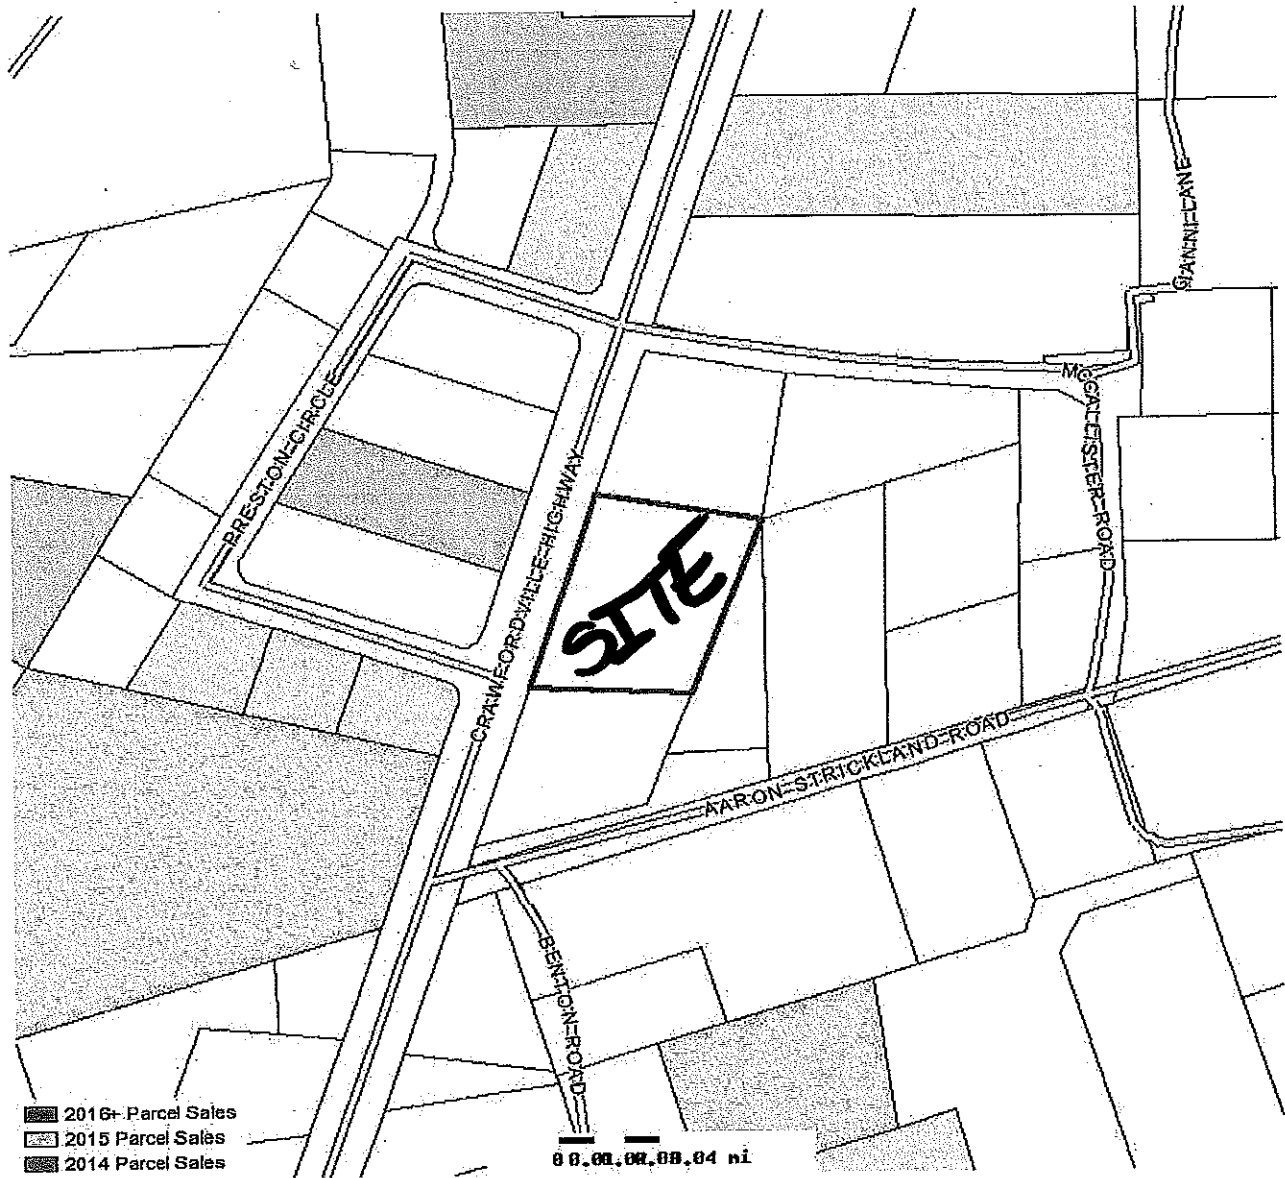 GIANNI LANE
MCCALLISTER ROAD
PRESTON CIRCLE
CRAWFORDVILLE HIGHWAY
SITE
AARON STRICKLAND ROAD
BENTON ROAD
2016+ Parcel Sales
2015 Parcel Sales
2014 Parcel Sales